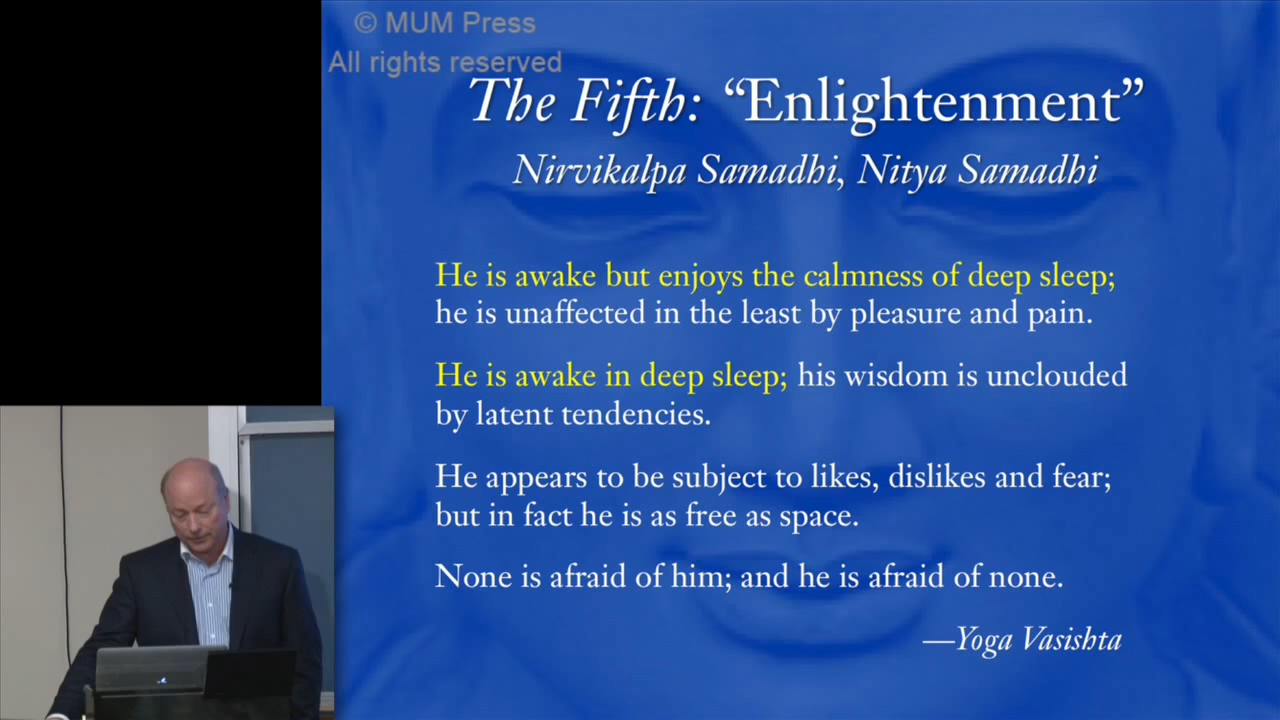 © MUM Press
All rights reserved
The Fifth: “Enlightenment”
Nirvikalpa Samadhi, Nitya Samadhi
He is awake but enjoys the calmness of deep sleep;
he is unaffected in the least by pleasure and pain.
He is awake in deep sleep; his wisdom is unclouded
by latent tendencies.
He appears to be subject to likes, dislikes and fear;
but in fact he is as free as space.
None is afraid of him; and he is afraid of none.
—Yoga Vasishta